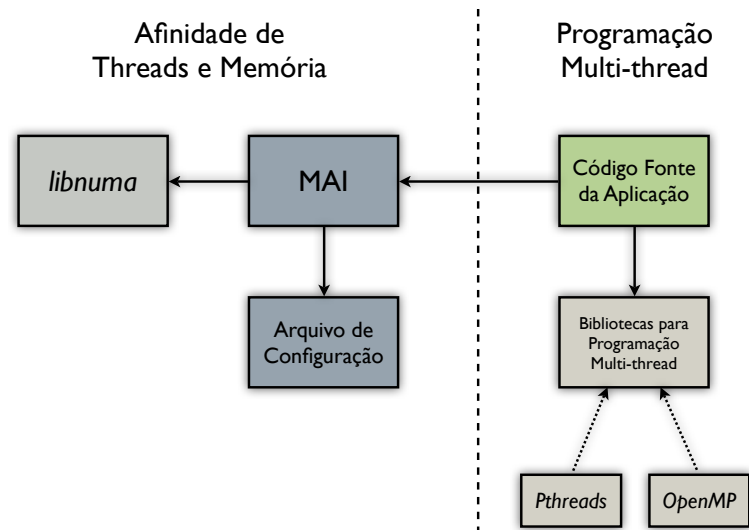 Afinidade de
Threads e Memória
Programação
Multi-thread
libnuma
MAI
Código Fonte
da Aplicação
Arquivo de
Configuração
Bibliotecas para
Programação
Multi-thread
Pthreads
OpenMP